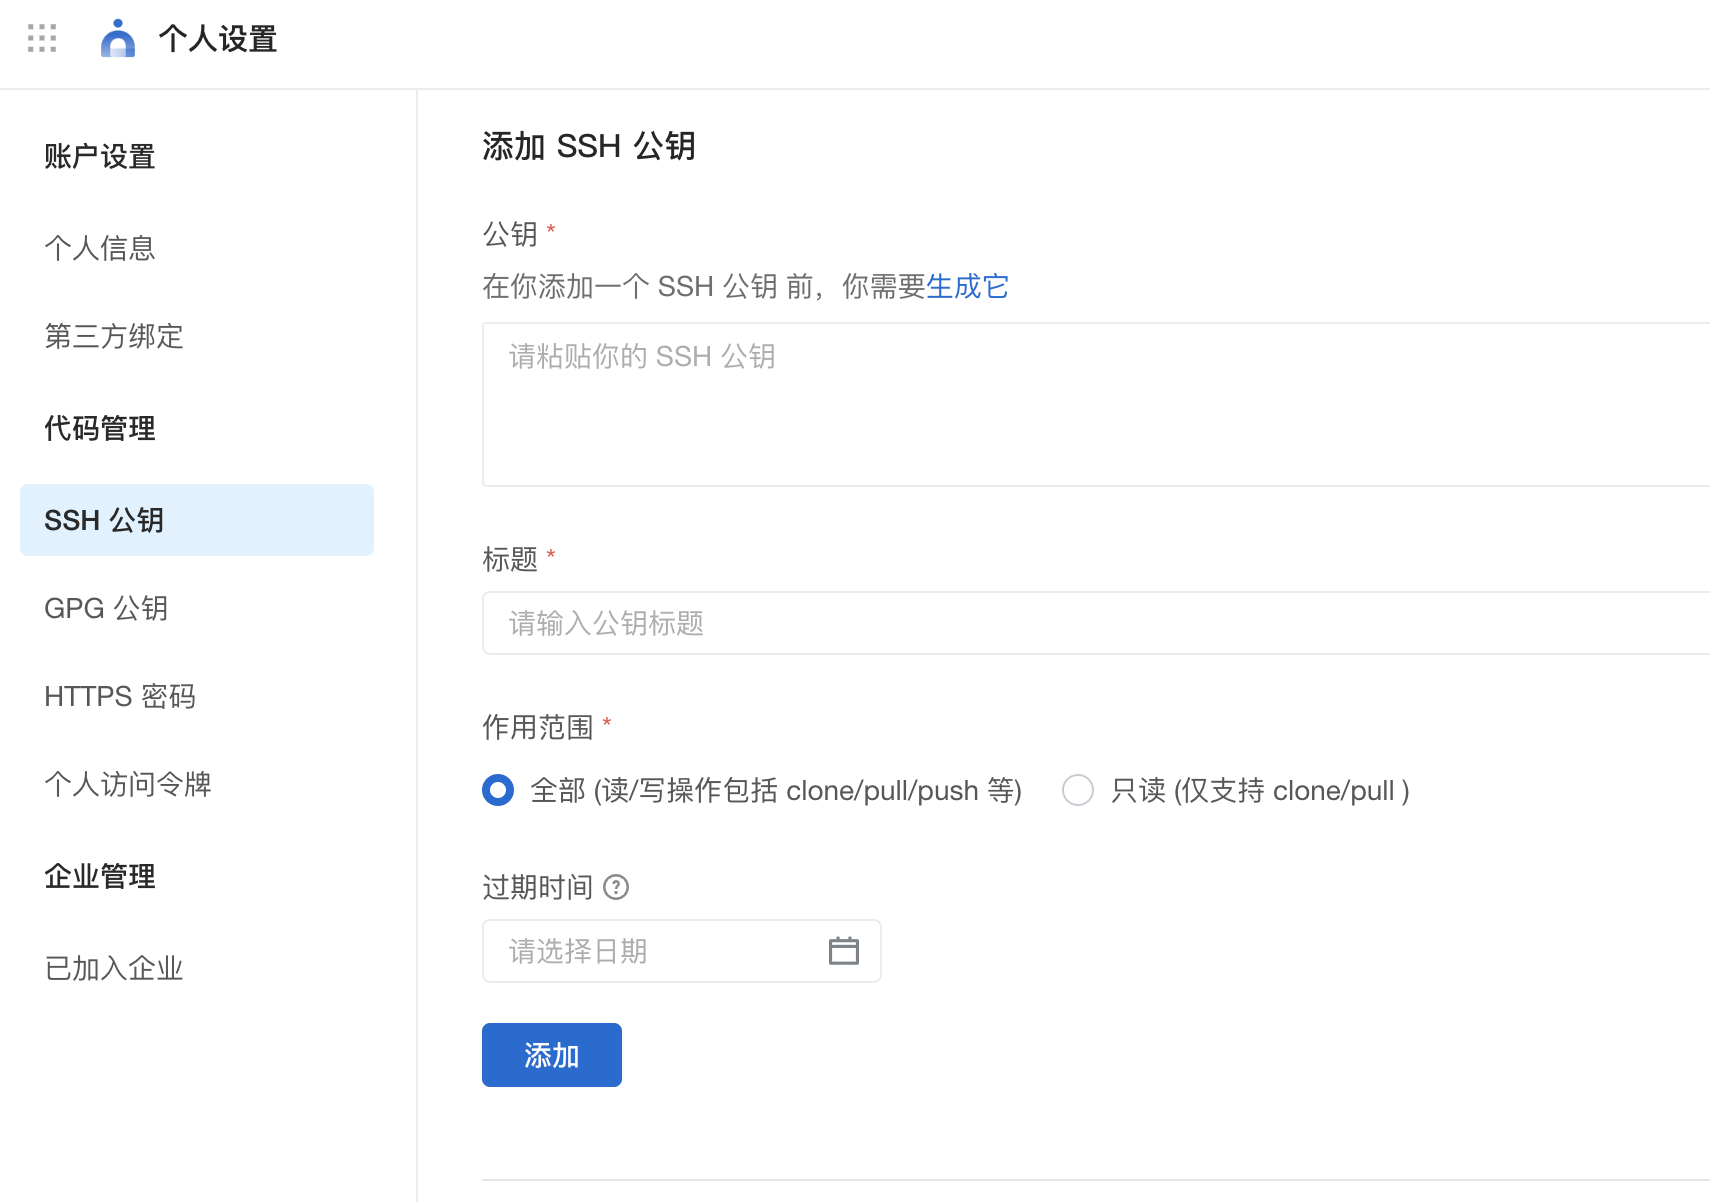 个人设置
账户设置
个人信息
第三方绑定
代码管理
SSH 公钥
GPG 公钥
HTTPS 密码
个人访问令牌
企业管理
已加入企业
添加 SSH 公钥
公钥 *
在你添加一个 SSH 公钥 前，你需要生成它
请粘贴你的 SSH 公钥
标题 *
请输入公钥标题
作用范围 *
全部 (读/写操作包括 clone/pull/push 等)
只读 (仅支持 clone/pull )
过期时间 ?
请选择日期
添加